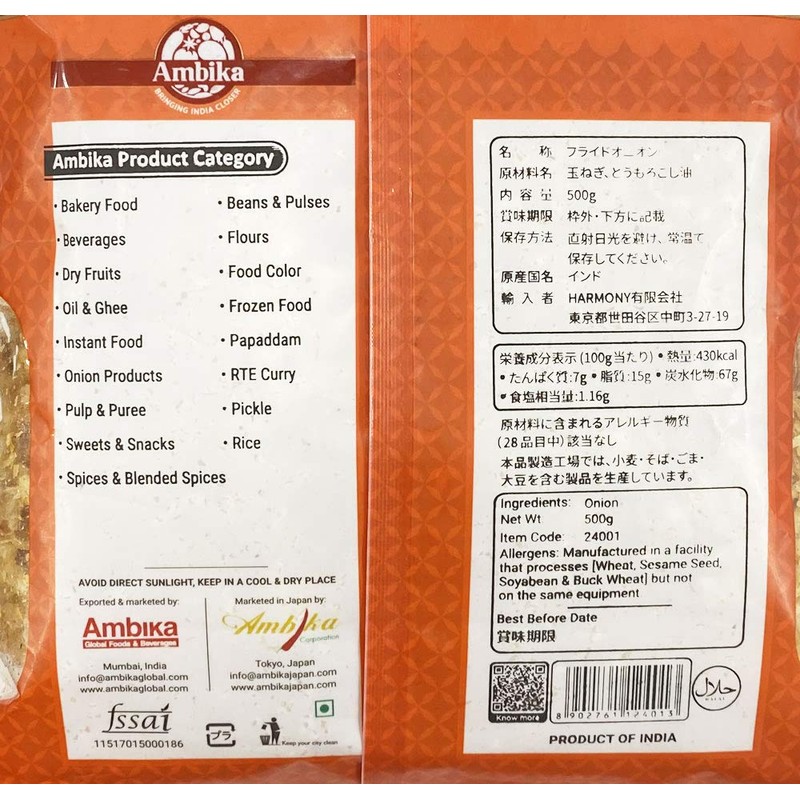 Ambika
BRINGING INDIA CLOSER
Ambika Product Category
・Bakery Food
・Beverages
・Dry Fruits
・Oil & Ghee
・Instant Food
・Onion Products
・Pulp & Puree
・Sweets & Snacks
・Spices & Blended Spices
・Beans & Pulses
・Flours
・Food Color
・Frozen Food
・Papaddam
・RTE Curry
・Pickle
・Rice
AVOID DIRECT SUNLIGHT, KEEP IN A COOL & DRY PLACE
Exported & marketed by:
Ambika
Global Foods & Beverages
Mumbai, India
info@ambikaglobal.com
www.ambikaglobal.com
Marketed in Japan by:
Ambika
Corporation
Tokyo, Japan
info@ambikajapan.com
www.ambikajapan.com
fssai
11517015000186
プラ
Keep your city clean
名称 フライドオニオン
原材料名 玉ねぎ、とうもろこし油
内容量 500g
賞味期限 枠外・下方に記載
保存方法 直射日光を避け、常温で
保存してください。
原産国名 インド
輸入者 HARMONY有限会社
東京都世田谷区中町3-27-19
栄養成分表示(100g当たり)•熱量:430kcal
•たんぱく質:7g•脂質:15g•炭水化物:67g
•食塩相当量:1.16g
原材料に含まれるアレルギー物質
(28品目中)該当なし
本品製造工場では、小麦・そば・ごま・
大豆を含む製品を生産しています。
Ingredients: Onion
Net Wt 500g
Item Code: 24001
Allergens: Manufactured in a facility
that processes [Wheat, Sesame Seed,
Soyabean & Buck Wheat] but not
on the same equipment
Best Before Date
賞味期限
Know more
8 902761 124013
حلال
HALAL
PRODUCT OF INDIA